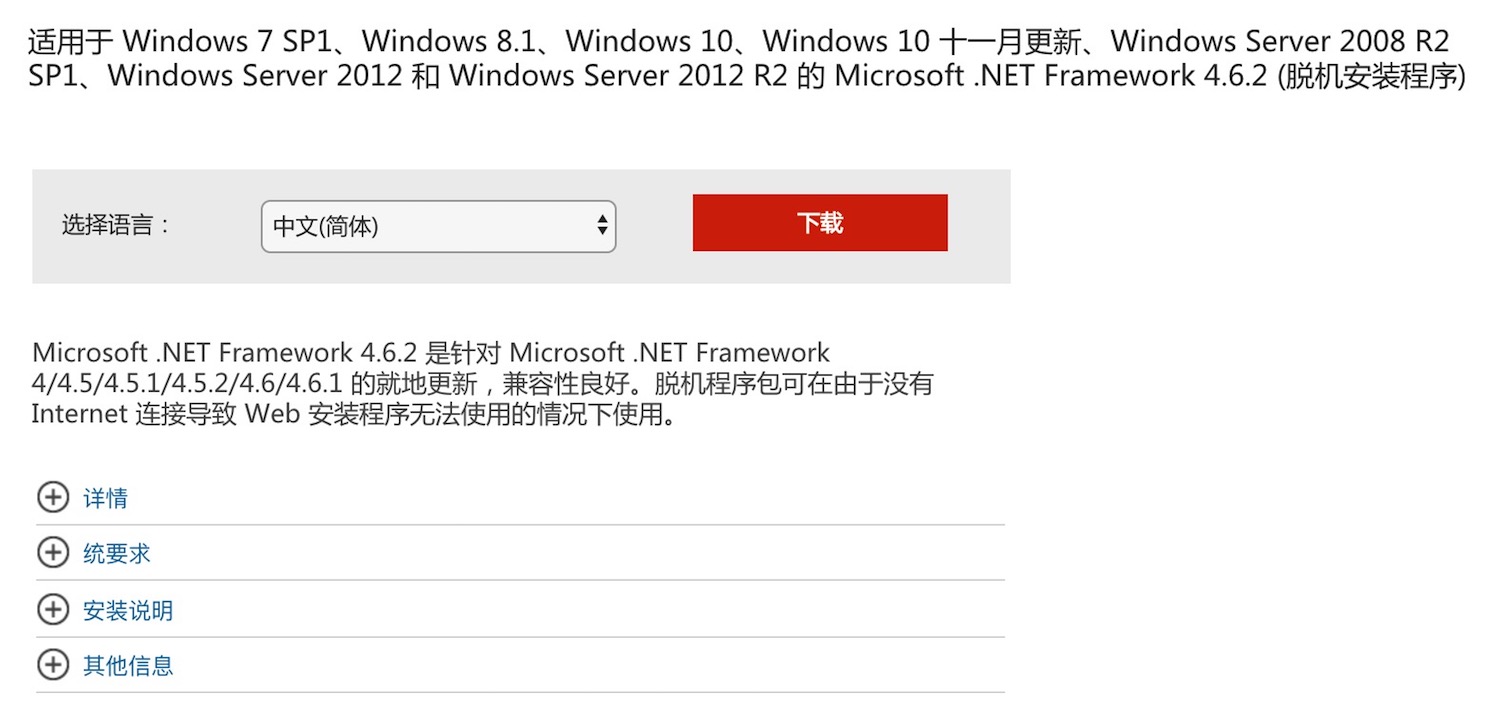 适用于 Windows 7 SP1、Windows 8.1、Windows 10、Windows 10 十一月更新、Windows Server 2008 R2
SP1、Windows Server 2012 和 Windows Server 2012 R2 的 Microsoft .NET Framework 4.6.2 (脱机安装程序)
选择语言：
中文(简体)
下载
Microsoft .NET Framework 4.6.2 是针对 Microsoft .NET Framework
4/4.5/4.5.1/4.5.2/4.6/4.6.1 的就地更新，兼容性良好。脱机程序包可在由于没有
Internet 连接导致 Web 安装程序无法使用的情况下使用。
详情
统要求
安装说明
其他信息